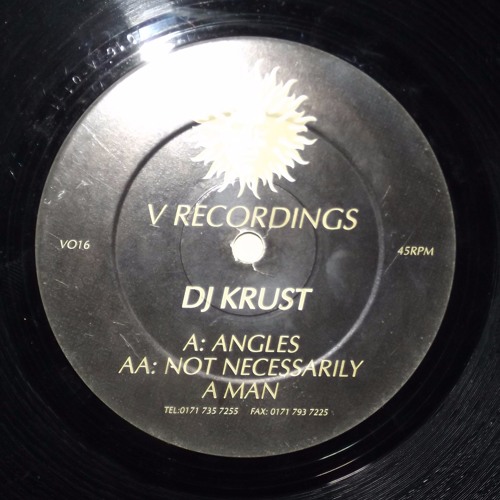 V RECORDINGS
VO16 45RPM
DJ KRUST
A: ANGLES
AA: NOT NECESSARILY
A MAN
TEL:0171 735 7255 FAX: 0171 793 7225